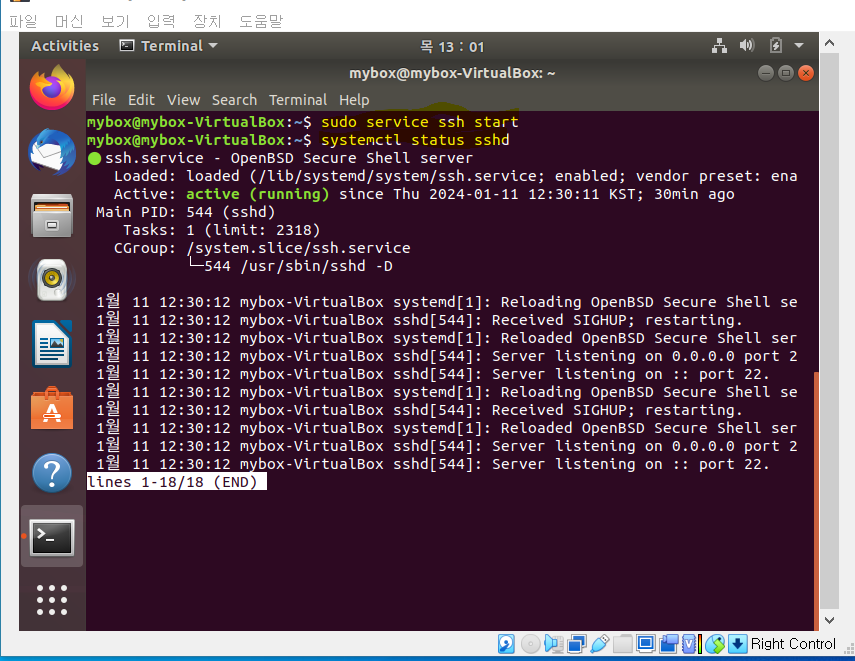 파일 머신 보기 입력 장치 도움말
Activities Terminal 목 13 : 01
mybox@mybox-VirtualBox: ~
File Edit View Search Terminal Help
mybox@mybox-VirtualBox:~$ sudo service ssh start
mybox@mybox-VirtualBox:~$ systemctl status sshd
● ssh.service - OpenBSD Secure Shell server
Loaded: loaded (/lib/systemd/system/ssh.service; enabled; vendor preset: ena
Active: active (running) since Thu 2024-01-11 12:30:11 KST; 30min ago
Main PID: 544 (sshd)
Tasks: 1 (limit: 2318)
CGroup: /system.slice/ssh.service
└─544 /usr/sbin/sshd -D
1월 11 12:30:12 mybox-VirtualBox systemd[1]: Reloading OpenBSD Secure Shell se
1월 11 12:30:12 mybox-VirtualBox sshd[544]: Received SIGHUP; restarting.
1월 11 12:30:12 mybox-VirtualBox systemd[1]: Reloaded OpenBSD Secure Shell ser
1월 11 12:30:12 mybox-VirtualBox sshd[544]: Server listening on 0.0.0.0 port 2
1월 11 12:30:12 mybox-VirtualBox sshd[544]: Server listening on :: port 22.
1월 11 12:30:12 mybox-VirtualBox systemd[1]: Reloading OpenBSD Secure Shell se
1월 11 12:30:12 mybox-VirtualBox sshd[544]: Received SIGHUP; restarting.
1월 11 12:30:12 mybox-VirtualBox systemd[1]: Reloaded OpenBSD Secure Shell ser
1월 11 12:30:12 mybox-VirtualBox sshd[544]: Server listening on 0.0.0.0 port 2
1월 11 12:30:12 mybox-VirtualBox sshd[544]: Server listening on :: port 22.
lines 1-18/18 (END)
Right Control